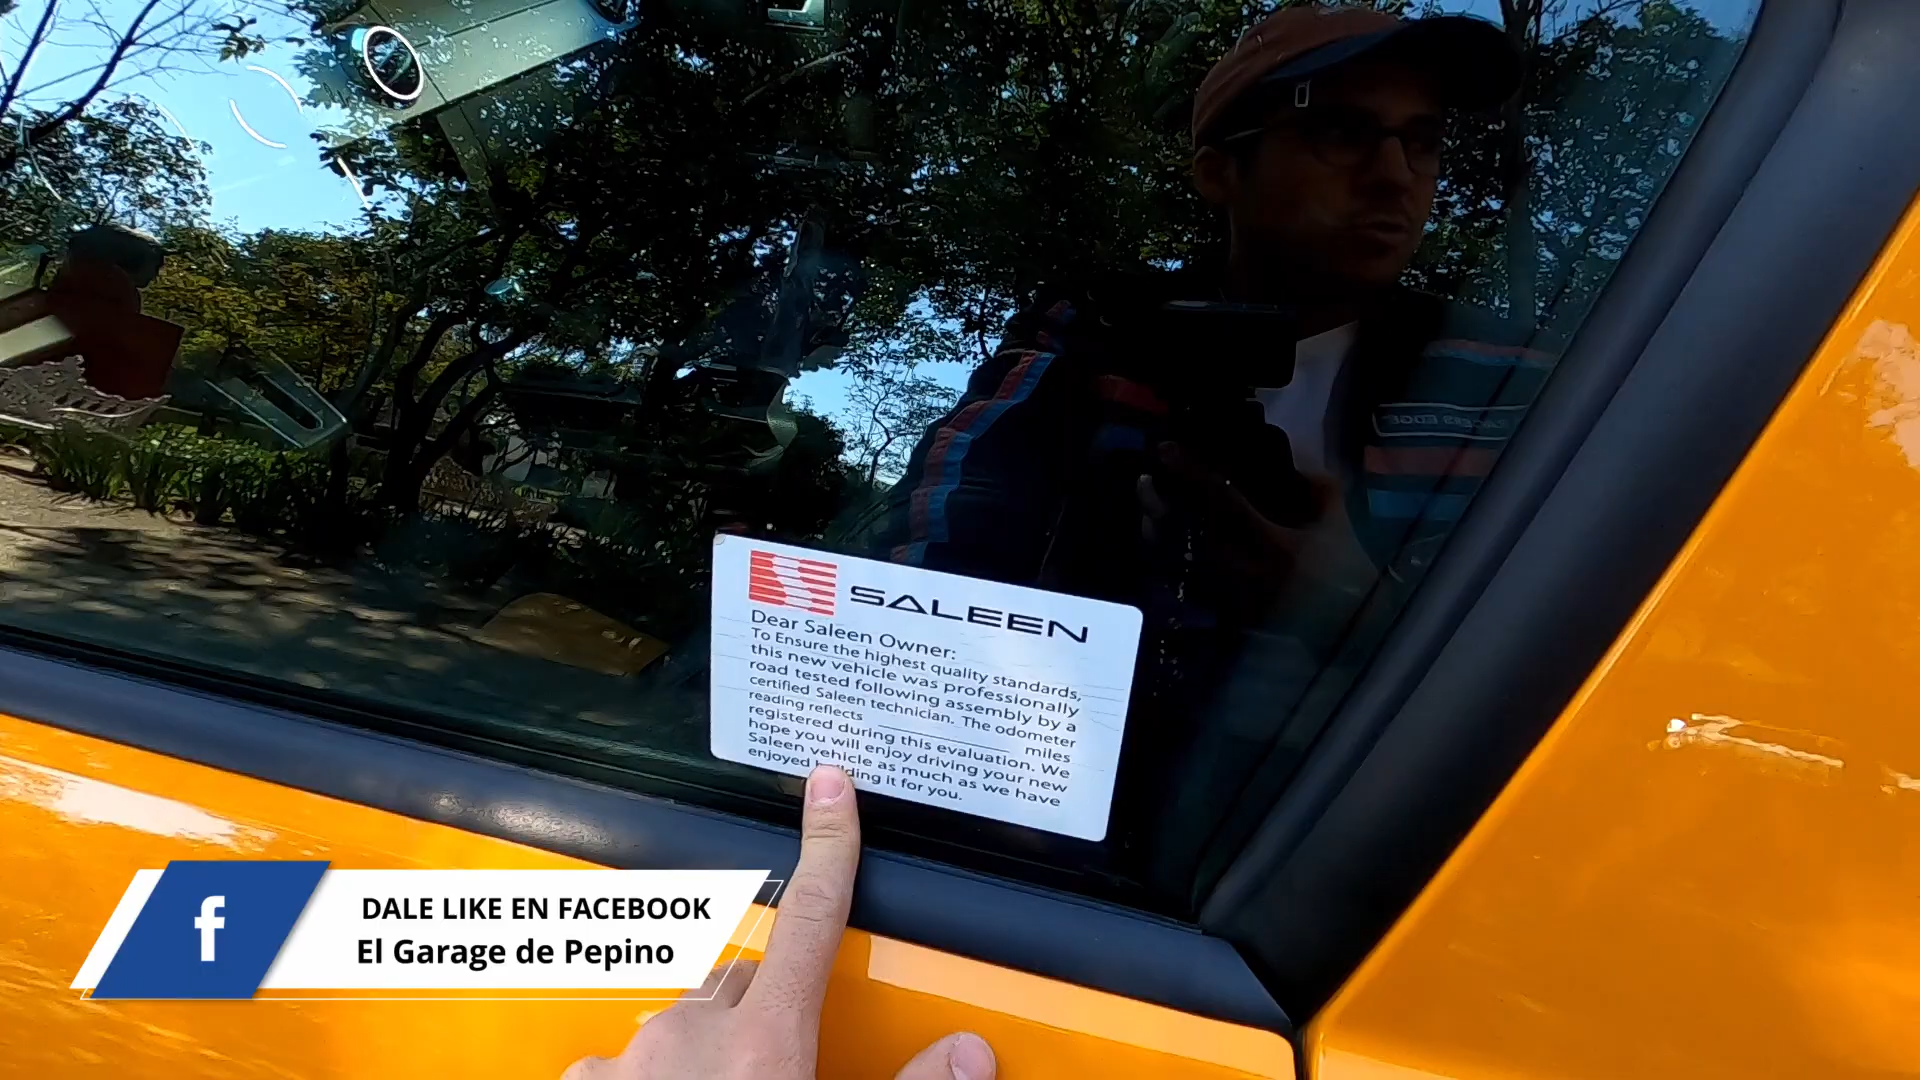 SALEEN
Dear Saleen Owner:
To Ensure the highest quality standards,
this new vehicle was professionally
road tested following assembly by a
certified Saleen technician. The odometer
reading reflects ____________ miles
registered during this evaluation. We
hope you will enjoy driving your new
Saleen vehicle as much as we have
enjoyed building it for you.
f
DALE LIKE EN FACEBOOK
El Garage de Pepino